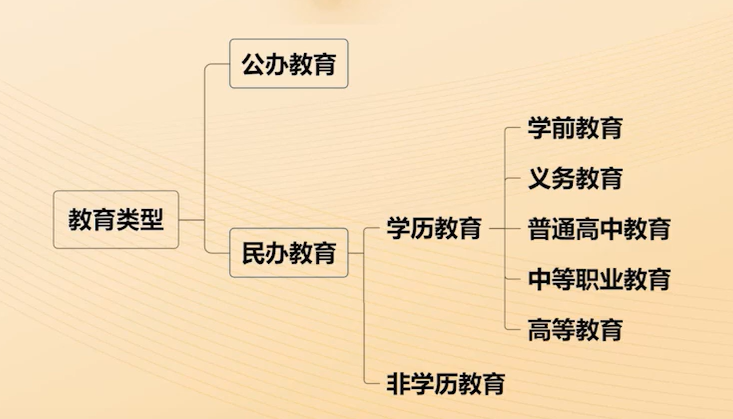 教育类型
公办教育
民办教育
学历教育
学前教育
义务教育
普通高中教育
中等职业教育
高等教育
非学历教育